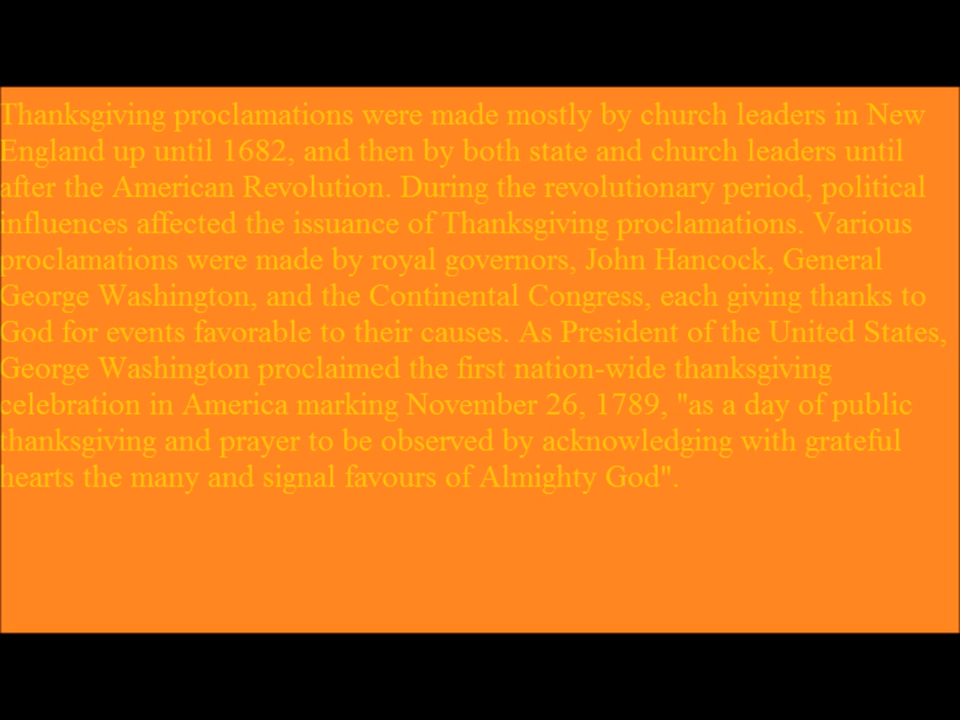 Thanksgiving proclamations were made mostly by church leaders in New
England up until 1682, and then by both state and church leaders until
after the American Revolution. During the revolutionary period, political
influences affected the issuance of Thanksgiving proclamations. Various
proclamations were made by royal governors, John Hancock, General
George Washington, and the Continental Congress, each giving thanks to
God for events favorable to their causes. As President of the United States,
George Washington proclaimed the first nation-wide thanksgiving
celebration in America marking November 26, 1789, "as a day of public
thanksgiving and prayer to be observed by acknowledging with grateful
hearts the many and signal favours of Almighty God".